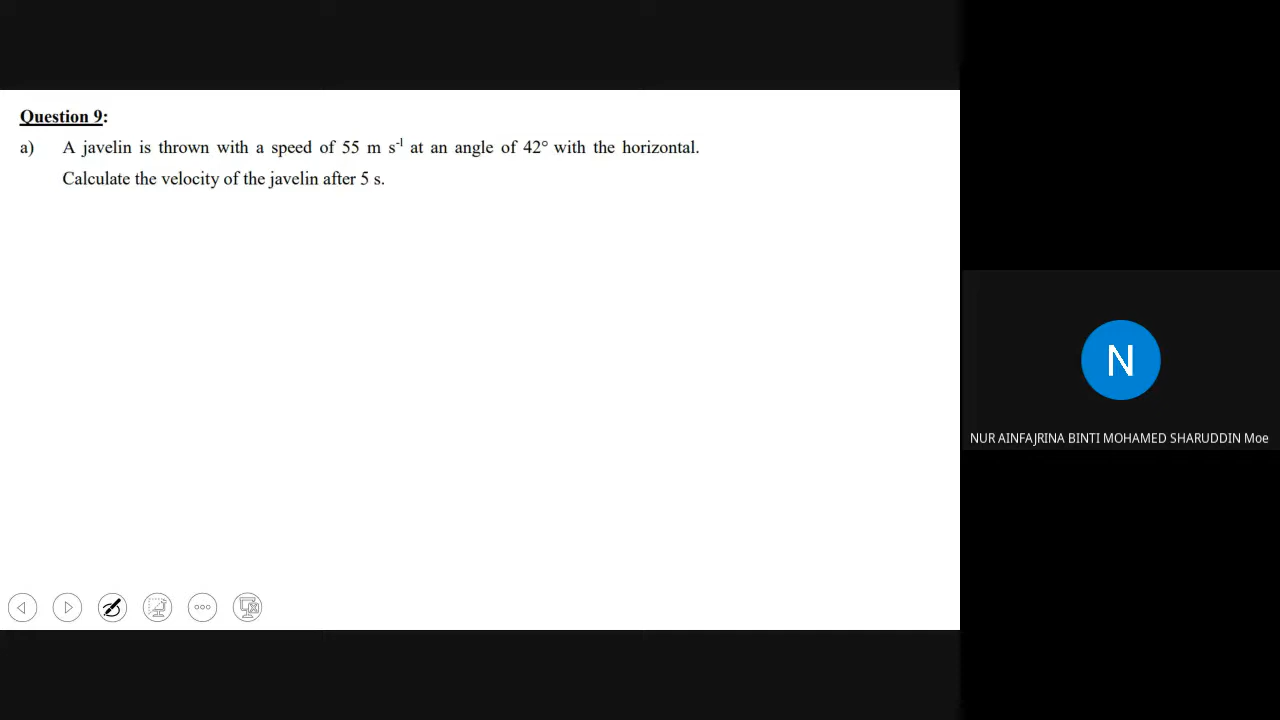 Question 9:
a) A javelin is thrown with a speed of 55 m s⁻¹ at an angle of 42° with the horizontal.
Calculate the velocity of the javelin after 5 s.
N
NUR AINFAJRINA BINTI MOHAMED SHARUDDIN Moe